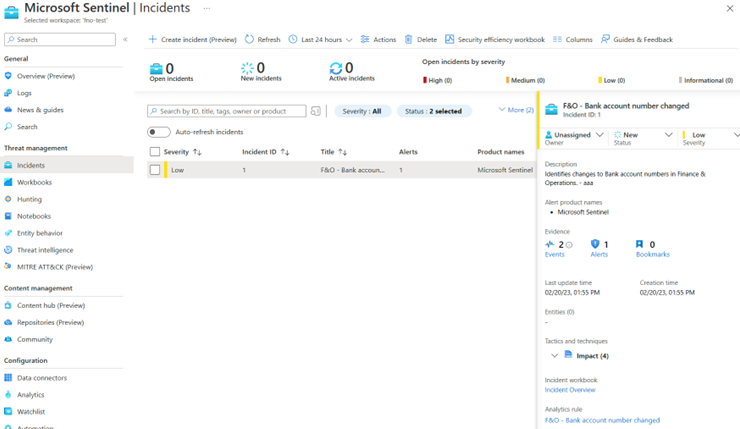 Microsoft Sentinel | Incidents ...
Selected workspace: 'fno-test'
Search
General
Overview (Preview)
Logs
News & guides
Search
Threat management
Incidents
Workbooks
Hunting
Notebooks
Entity behavior
Threat intelligence
MITRE ATT&CK (Preview)
Content management
Content hub (Preview)
Repositories (Preview)
Community
Configuration
Data connectors
Analytics
Watchlist
Automation
Create incident (Preview) Refresh Last 24 hours Actions Delete Security efficiency workbook Columns Guides & Feedback
0 Open incidents
0 New incidents
0 Active incidents
Open incidents by severity
High (0) Medium (0) Low (0) Informational (0)
Search by ID, title, tags, owner or product
Severity : All
Status : 2 selected
More (2)
Auto-refresh incidents
Severity Incident ID Title Alerts Product names
Low 1 F&O - Bank accoun... 1 Microsoft Sentinel
F&O - Bank account number changed
Incident ID: 1
Unassigned New Low
Owner Status Severity
Description
Identifies changes to Bank account numbers in Finance &
Operations. - aaa
Alert product names
• Microsoft Sentinel
Evidence
2 1 0
Events Alerts Bookmarks
Last update time Creation time
02/20/23, 01:55 PM 02/20/23, 01:55 PM
Entities (0)
-
Tactics and techniques
Impact (4)
Incident workbook
Incident Overview
Analytics rule
F&O - Bank account number changed